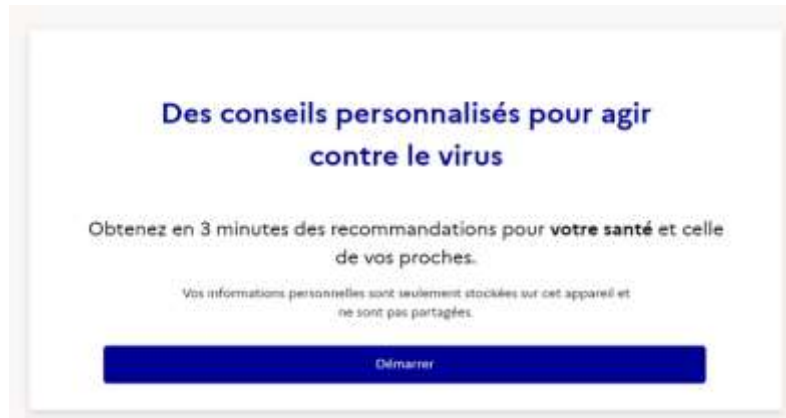 Des conseils personnalisés pour agir
contre le virus
Obtenez en 3 minutes des recommandations pour votre santé et celle
de vos proches.
Vos informations personnelles sont seulement stockées sur cet appareil et
ne sont pas partagées.
Démarrer